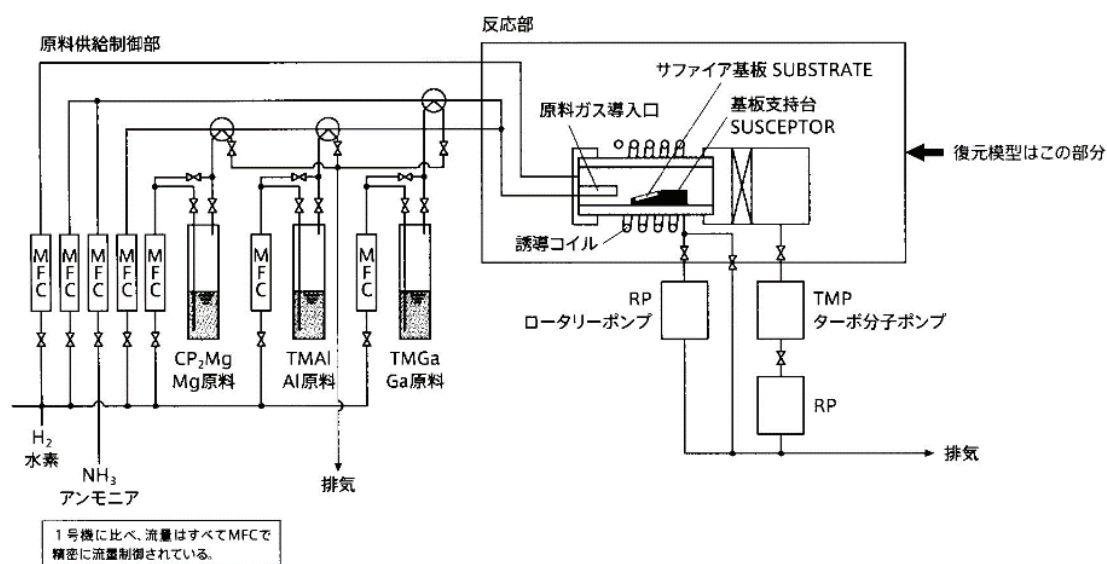 原料供給制御部
反応部
サファイア基板 SUBSTRATE
原料ガス導入口
基板支持台
SUSCEPTOR
復元模型はこの部分
誘導コイル
MFC
MFC
MFC
MFC
MFC
MFC
MFC
CP₂Mg
Mg原料
TMAl
Al原料
TMGa
Ga原料
RP
ロータリーポンプ
TMP
ターボ分子ポンプ
RP
H₂
水素
NH₃
アンモニア
排気
排気
1号機に比べ、流量はすべてMFCで
精密に流量制御されている。